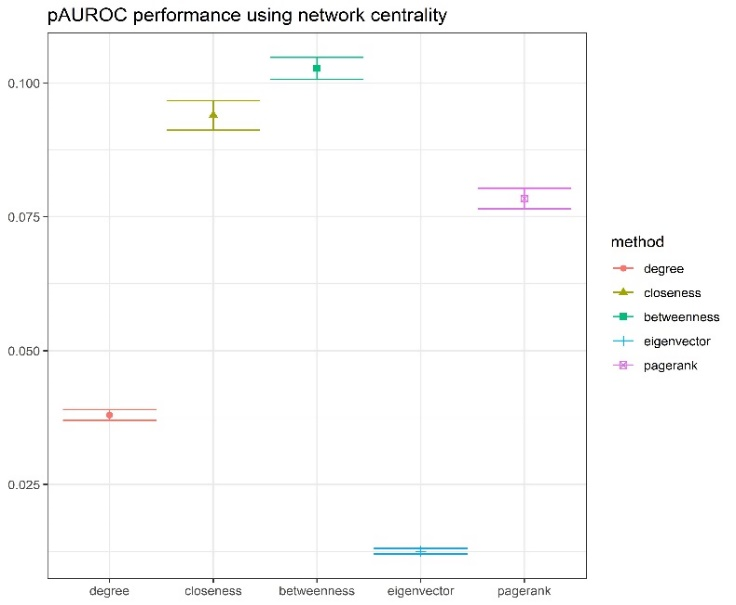 pAUROC performance using network centrality
0.100
0.075
0.050
0.025
degree closeness betweenness eigenvector pagerank
method
degree
closeness
betweenness
eigenvector
pagerank